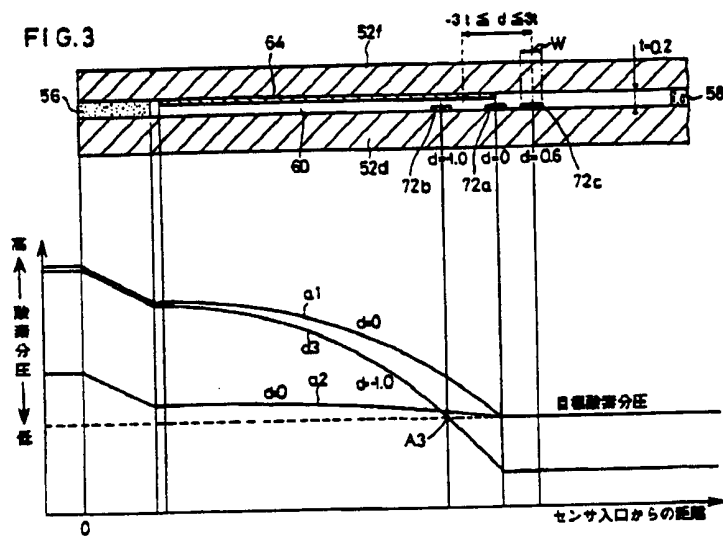 FIG.3
-3t ≦ d ≦ 3t
W
64
52f
t=0.2
56
58
60
52d
72b
72a
72c
d=-1.0
d=0
d=0.6
高
酸素分圧
低
a1
d=0
d3
d=-1.0
d=0
a2
目標酸素分圧
A3
0
センサ入口からの距離